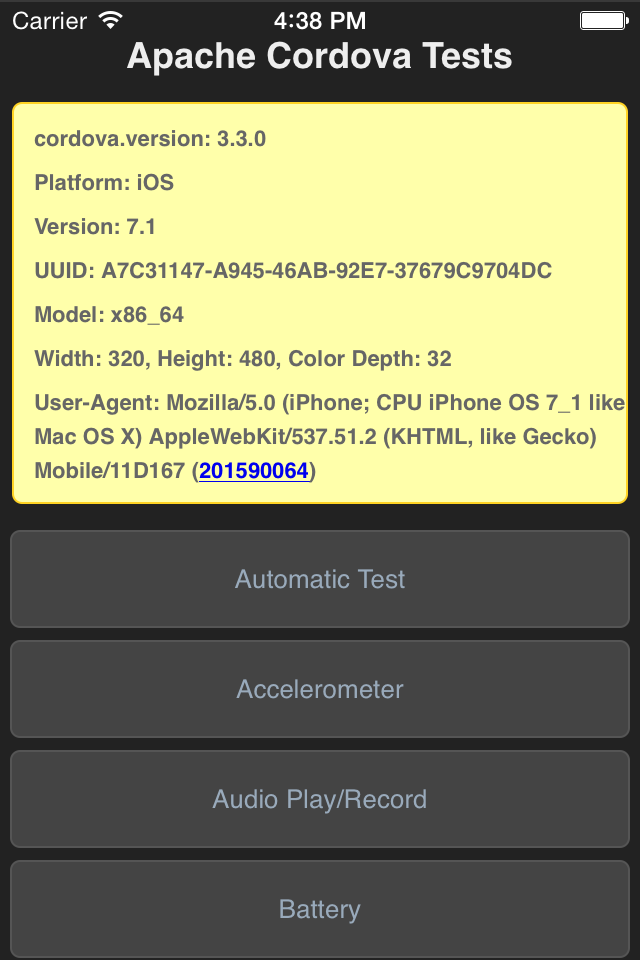 Carrier 4:38 PM
Apache Cordova Tests
cordova.version: 3.3.0
Platform: iOS
Version: 7.1
UUID: A7C31147-A945-46AB-92E7-37679C9704DC
Model: x86_64
Width: 320, Height: 480, Color Depth: 32
User-Agent: Mozilla/5.0 (iPhone; CPU iPhone OS 7_1 like
Mac OS X) AppleWebKit/537.51.2 (KHTML, like Gecko)
Mobile/11D167 (201590064)
Automatic Test
Accelerometer
Audio Play/Record
Battery